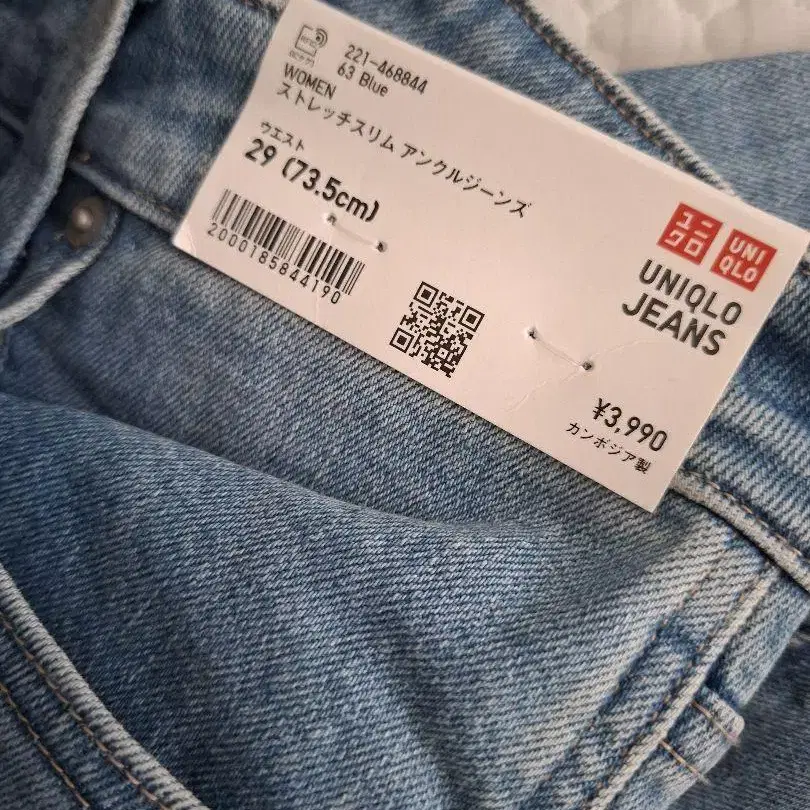 221-468844
63 Blue
WOMEN
ストレッチスリム アンクルジーンズ
ウエスト
29 (73.5cm)
2000185844190
ユニ
クロ
UNI
QLO
UNIQLO
JEANS
¥3,990
カンボジア製